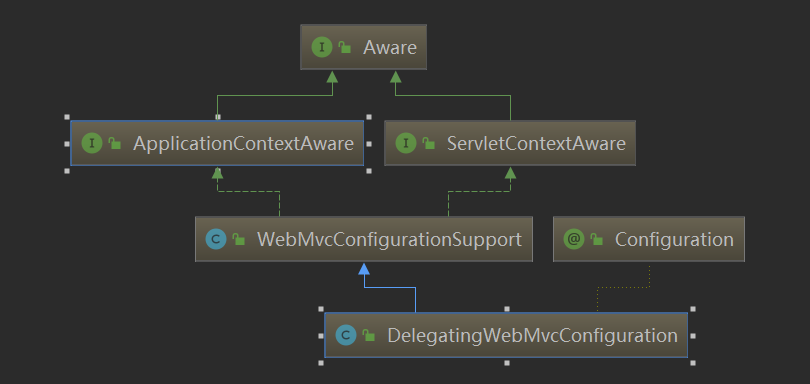 I Aware
I ApplicationContextAware
I ServletContextAware
C WebMvcConfigurationSupport
@ Configuration
C DelegatingWebMvcConfiguration